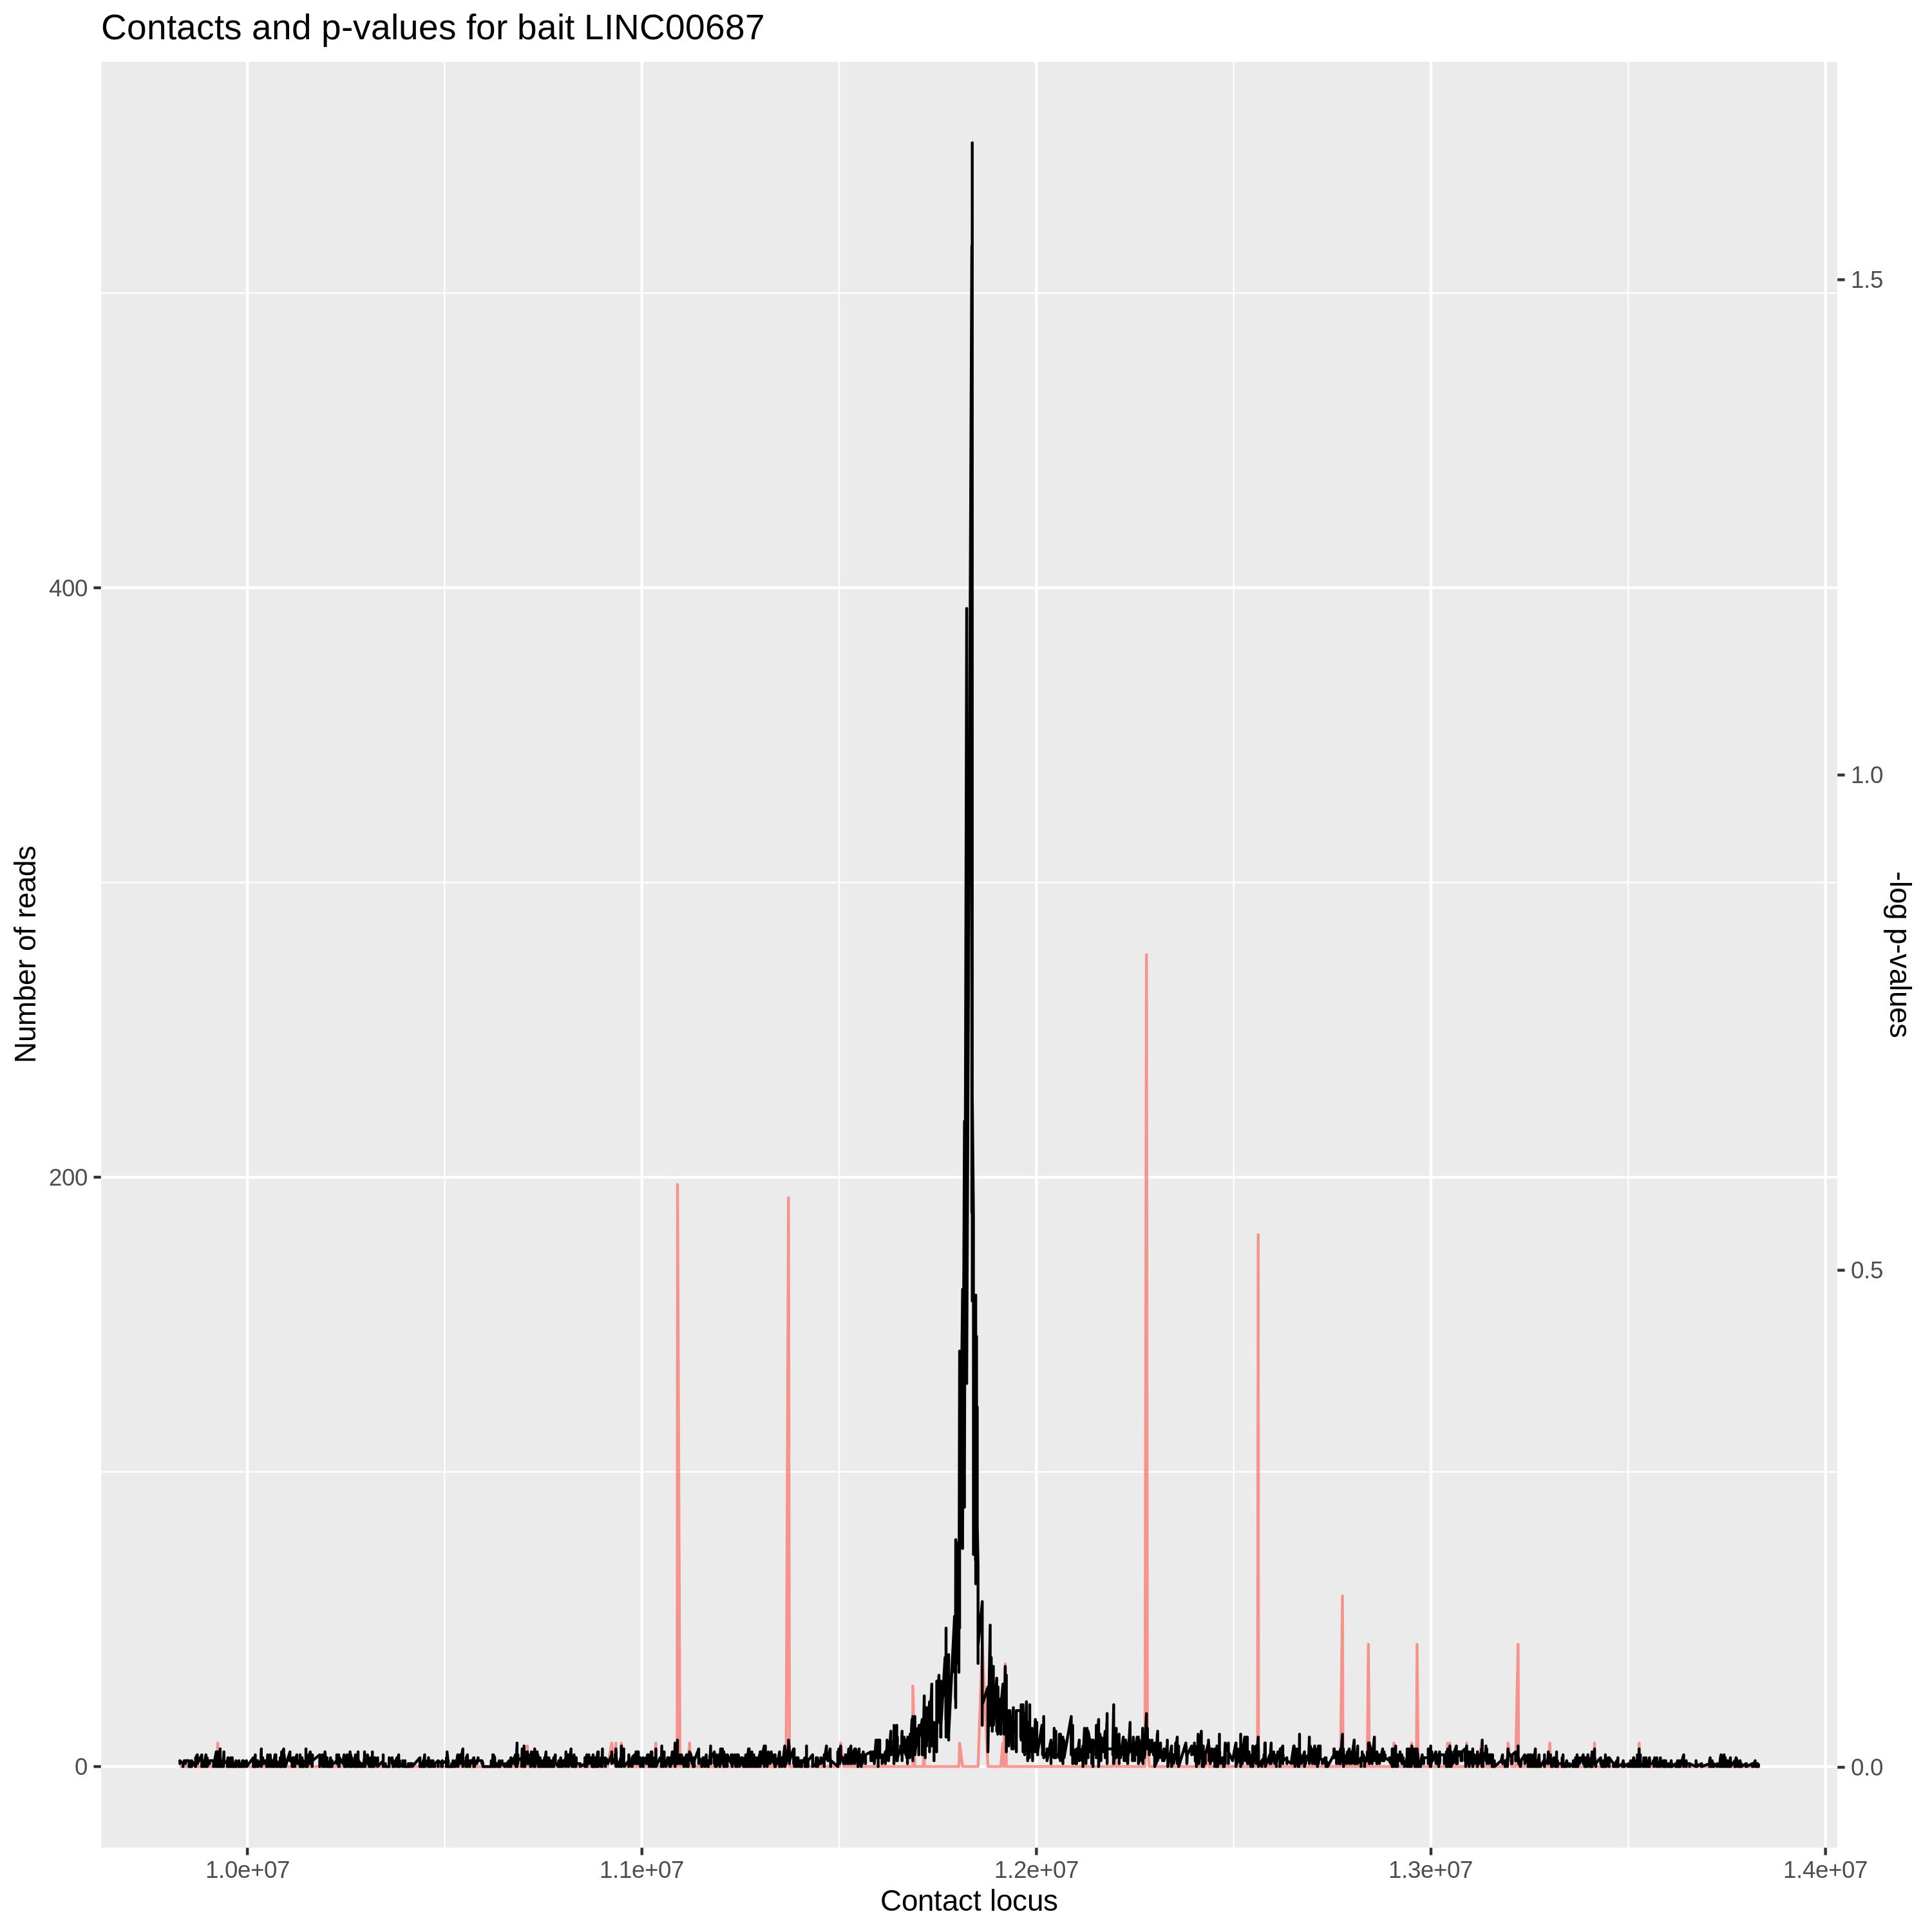 Contacts and p-values for bait LINC00687
Number of reads
400
200
0
1.5
1.0
0.5
0.0
-log p-values
1.0e+07 1.1e+07 1.2e+07 1.3e+07 1.4e+07
Contact locus